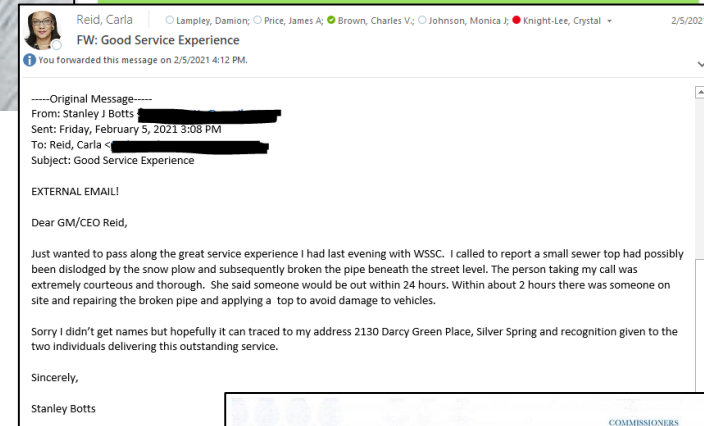 Reid, Carla
Lampley, Damion; Price, James A; Brown, Charles V.; Johnson, Monica J; Knight-Lee, Crystal
2/5/2021
FW: Good Service Experience
You forwarded this message on 2/5/2021 4:12 PM.
-----Original Message-----
From: Stanley J Botts
Sent: Friday, February 5, 2021 3:08 PM
To: Reid, Carla <
Subject: Good Service Experience
EXTERNAL EMAIL!
Dear GM/CEO Reid,
Just wanted to pass along the great service experience I had last evening with WSSC.  I called to report a small sewer top had possibly
been dislodged by the snow plow and subsequently broken the pipe beneath the street level. The person taking my call was
extremely courteous and thorough.  She said someone would be out within 24 hours. Within about 2 hours there was someone on
site and repairing the broken pipe and applying a  top to avoid damage to vehicles.
Sorry I didn't get names but hopefully it can traced to my address 2130 Darcy Green Place, Silver Spring and recognition given to the
two individuals delivering this outstanding service.
Sincerely,
Stanley Botts
COMMISSIONERS